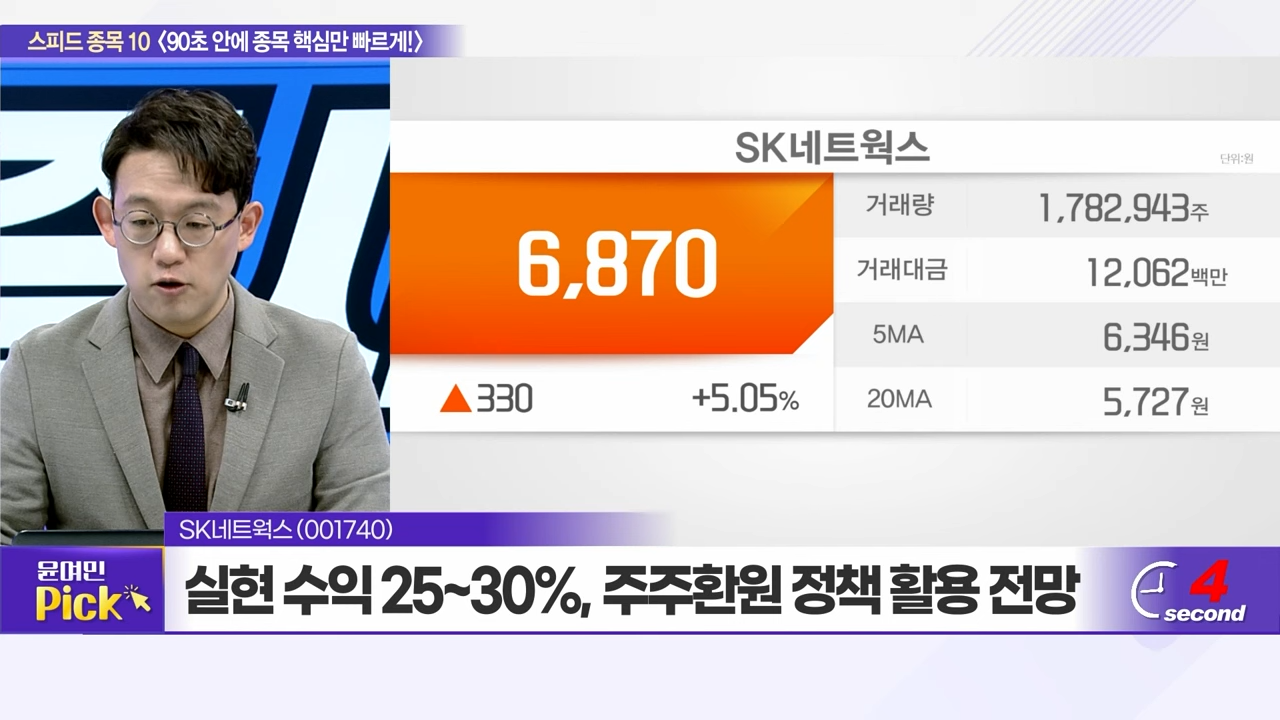 스피드 종목 10 〈90초 안에 종목 핵심만 빠르게!〉
SK네트웍스
단위:원
6,870
▲330 +5.05%
거래량 1,782,943주
거래대금 12,062백만
5MA 6,346원
20MA 5,727원
SK네트웍스 (001740)
윤여민
Pick
실현 수익 25~30%, 주주환원 정책 활용 전망
4
second